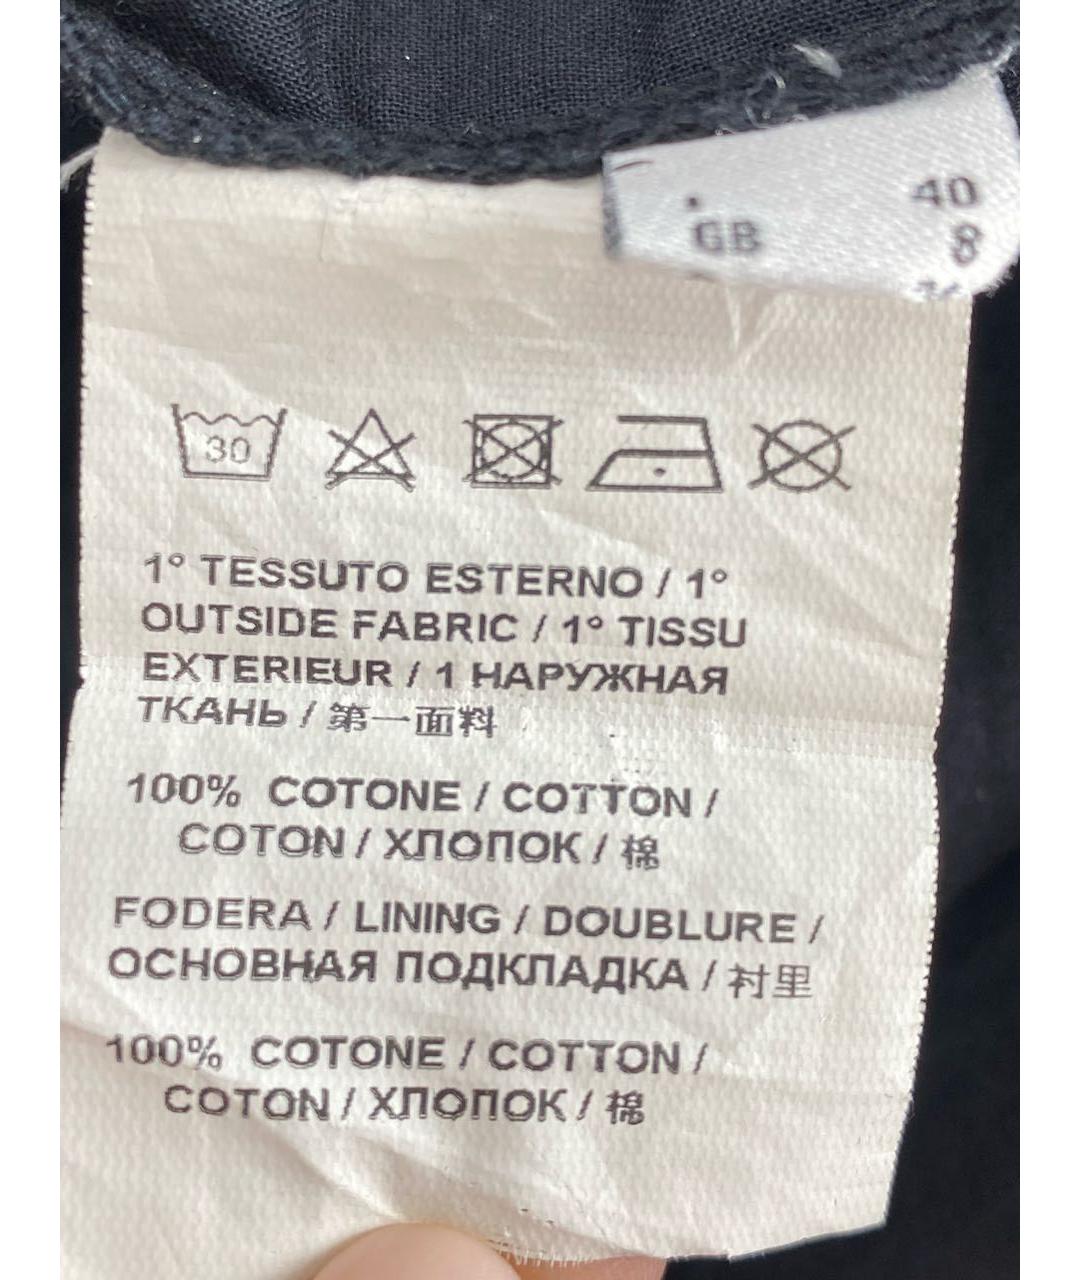 40
GB 8
30
1° TESSUTO ESTERNO / 1°
OUTSIDE FABRIC / 1° TISSU
EXTERIEUR / 1 НАРУЖНАЯ
ТКАНЬ / 第一面料
100% COTONE / COTTON /
COTON / ХЛОПОК / 棉
FODERA / LINING / DOUBLURE /
ОСНОВНАЯ ПОДКЛАДКА / 衬里
100% COTONE / COTTON /
COTON / ХЛОПОК / 棉